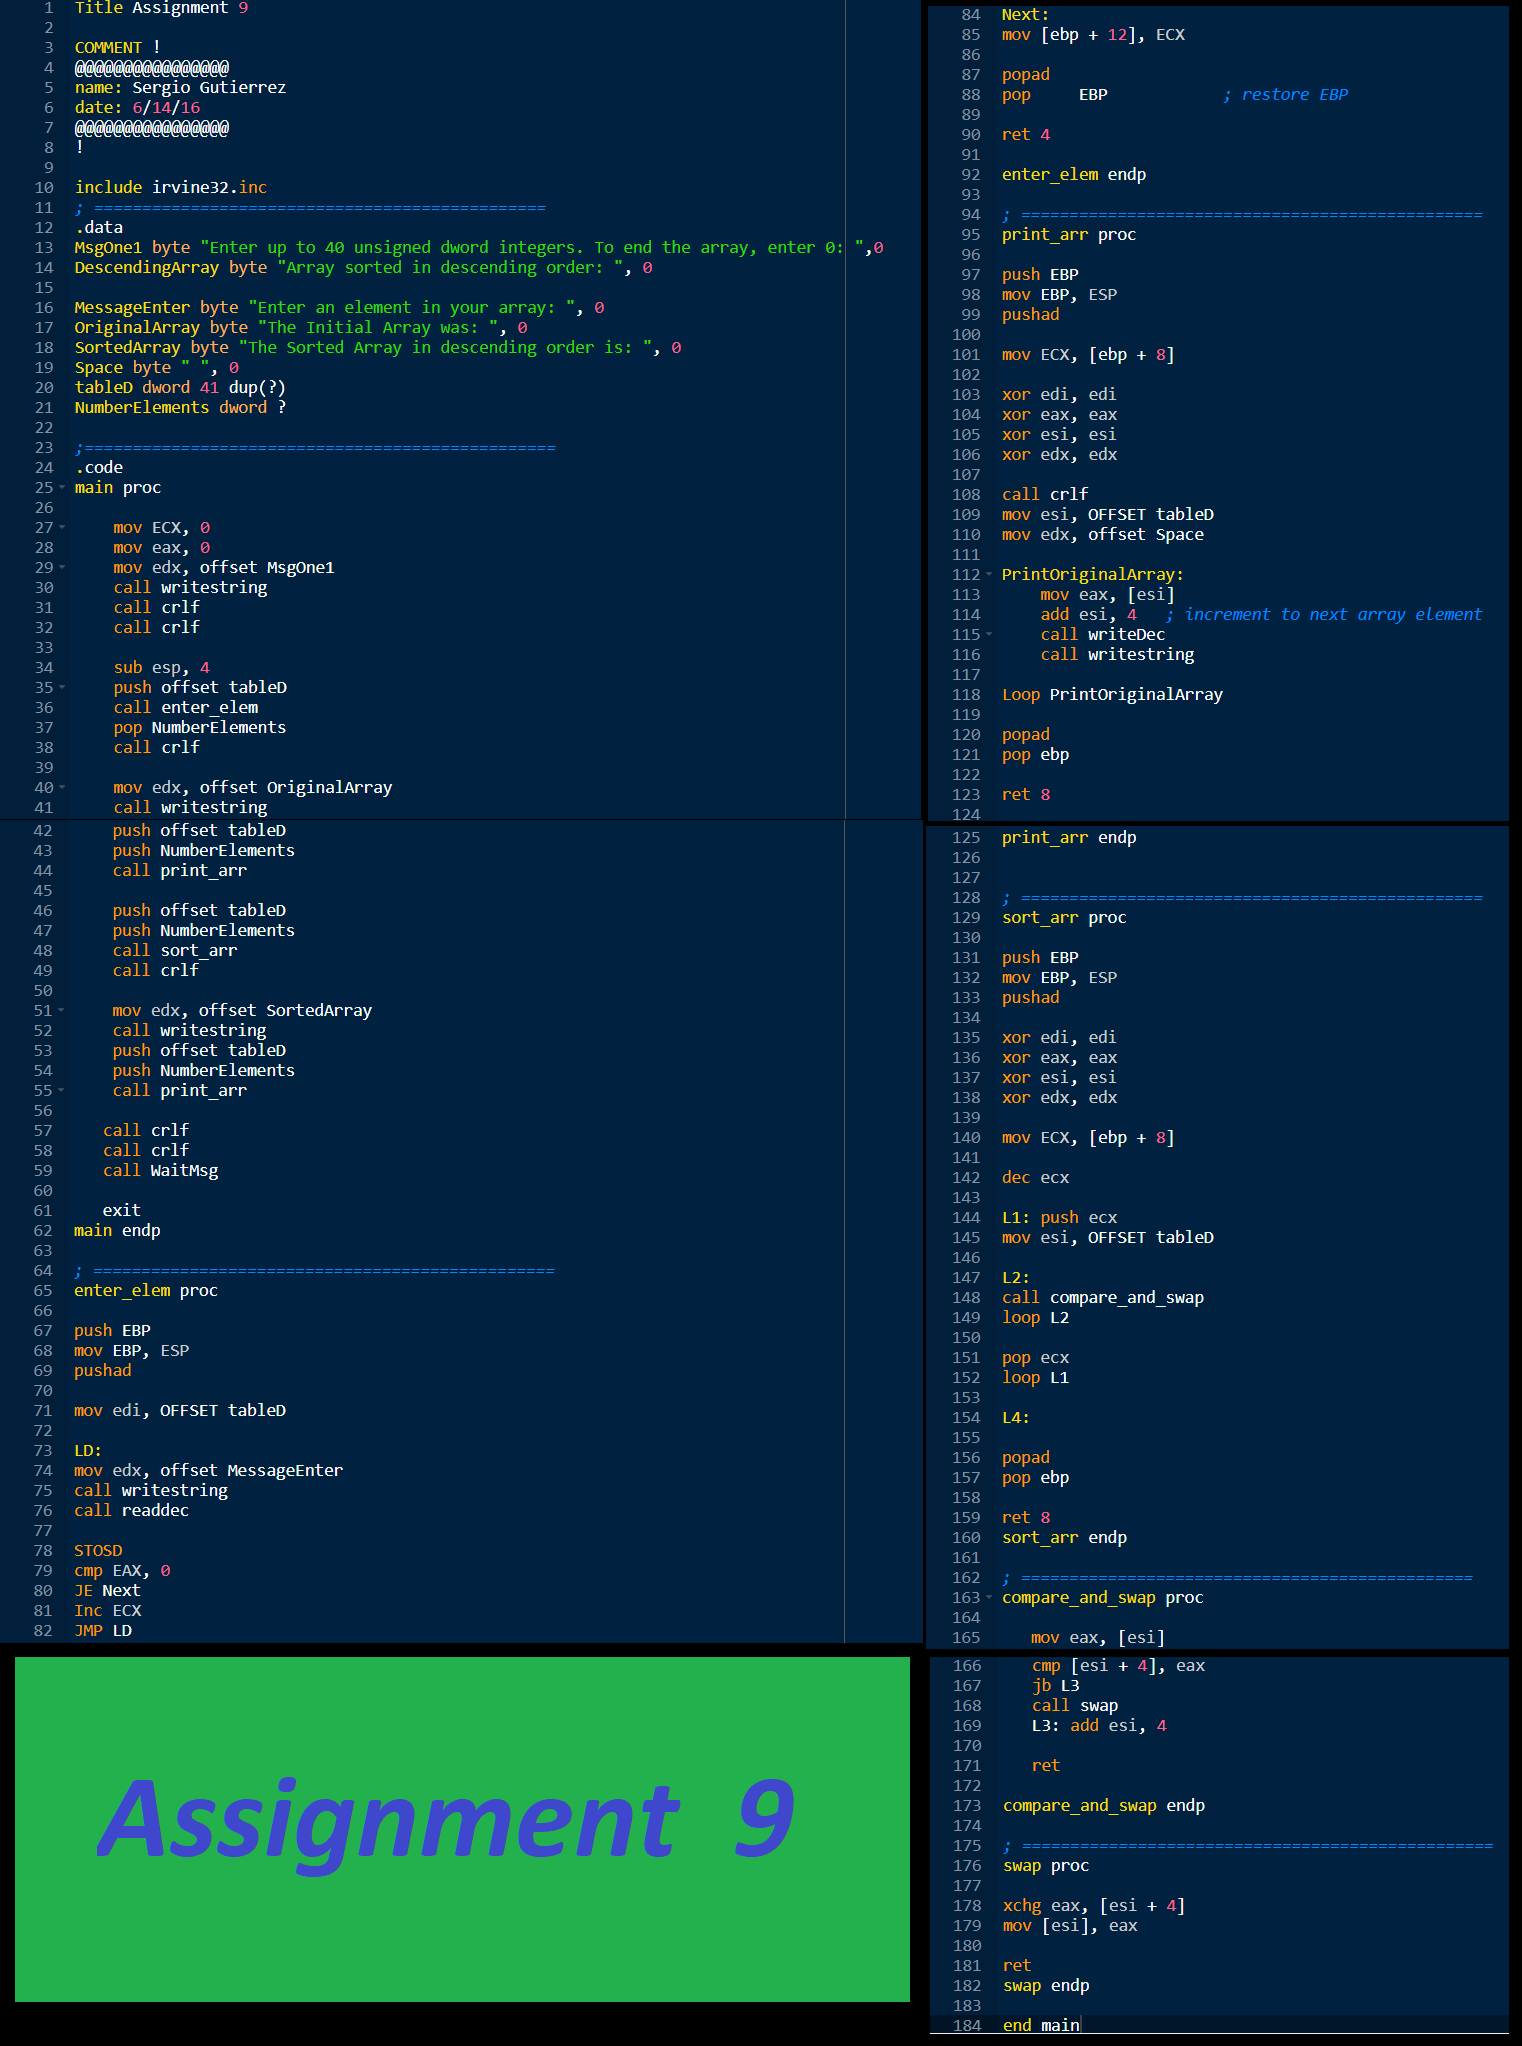 1 Title Assignment 9
2
3 COMMENT !
4 @@@@@@@@@@@@@@@@
5 name: Sergio Gutierrez
6 date: 6/14/16
7 @@@@@@@@@@@@@@@@
8 !
9
10 include irvine32.inc
11 ; ===============================================
12 .data
13 MsgOne1 byte "Enter up to 40 unsigned dword integers. To end the array, enter 0: ",0
14 DescendingArray byte "Array sorted in descending order: ", 0
15
16 MessageEnter byte "Enter an element in your array: ", 0
17 OriginalArray byte "The Initial Array was: ", 0
18 SortedArray byte "The Sorted Array in descending order is: ", 0
19 Space byte " ", 0
20 tableD dword 41 dup(?)
21 NumberElements dword ?
22
23 ;=================================================
24 .code
25 main proc
26
27 mov ECX, 0
28 mov eax, 0
29 mov edx, offset MsgOne1
30 call writestring
31 call crlf
32 call crlf
33
34 sub esp, 4
35 push offset tableD
36 call enter_elem
37 pop NumberElements
38 call crlf
39
40 mov edx, offset OriginalArray
41 call writestring
42 push offset tableD
43 push NumberElements
44 call print_arr
45
46 push offset tableD
47 push NumberElements
48 call sort_arr
49 call crlf
50
51 mov edx, offset SortedArray
52 call writestring
53 push offset tableD
54 push NumberElements
55 call print_arr
56
57 call crlf
58 call crlf
59 call WaitMsg
60
61 exit
62 main endp
63
64 ; ================================================
65 enter_elem proc
66
67 push EBP
68 mov EBP, ESP
69 pushad
70
71 mov edi, OFFSET tableD
72
73 LD:
74 mov edx, offset MessageEnter
75 call writestring
76 call readdec
77
78 STOSD
79 cmp EAX, 0
80 JE Next
81 Inc ECX
82 JMP LD
84 Next:
85 mov [ebp + 12], ECX
86
87 popad
88 pop EBP ; restore EBP
89
90 ret 4
91
92 enter_elem endp
93
94 ; ================================================
95 print_arr proc
96
97 push EBP
98 mov EBP, ESP
99 pushad
100
101 mov ECX, [ebp + 8]
102
103 xor edi, edi
104 xor eax, eax
105 xor esi, esi
106 xor edx, edx
107
108 call crlf
109 mov esi, OFFSET tableD
110 mov edx, offset Space
111
112 PrintOriginalArray:
113 mov eax, [esi]
114 add esi, 4 ; increment to next array element
115 call writeDec
116 call writestring
117
118 Loop PrintOriginalArray
119
120 popad
121 pop ebp
122
123 ret 8
124
125 print_arr endp
126
127
128 ; ================================================
129 sort_arr proc
130
131 push EBP
132 mov EBP, ESP
133 pushad
134
135 xor edi, edi
136 xor eax, eax
137 xor esi, esi
138 xor edx, edx
139
140 mov ECX, [ebp + 8]
141
142 dec ecx
143
144 L1: push ecx
145 mov esi, OFFSET tableD
146
147 L2:
148 call compare_and_swap
149 loop L2
150
151 pop ecx
152 loop L1
153
154 L4:
155
156 popad
157 pop ebp
158
159 ret 8
160 sort_arr endp
161
162 ; ===============================================
163 compare_and_swap proc
164
165 mov eax, [esi]
166 cmp [esi + 4], eax
167 jb L3
168 call swap
169 L3: add esi, 4
170
171 ret
172
173 compare_and_swap endp
174
175 ; =================================================
176 swap proc
177
178 xchg eax, [esi + 4]
179 mov [esi], eax
180
181 ret
182 swap endp
183
184 end main
Assignment 9